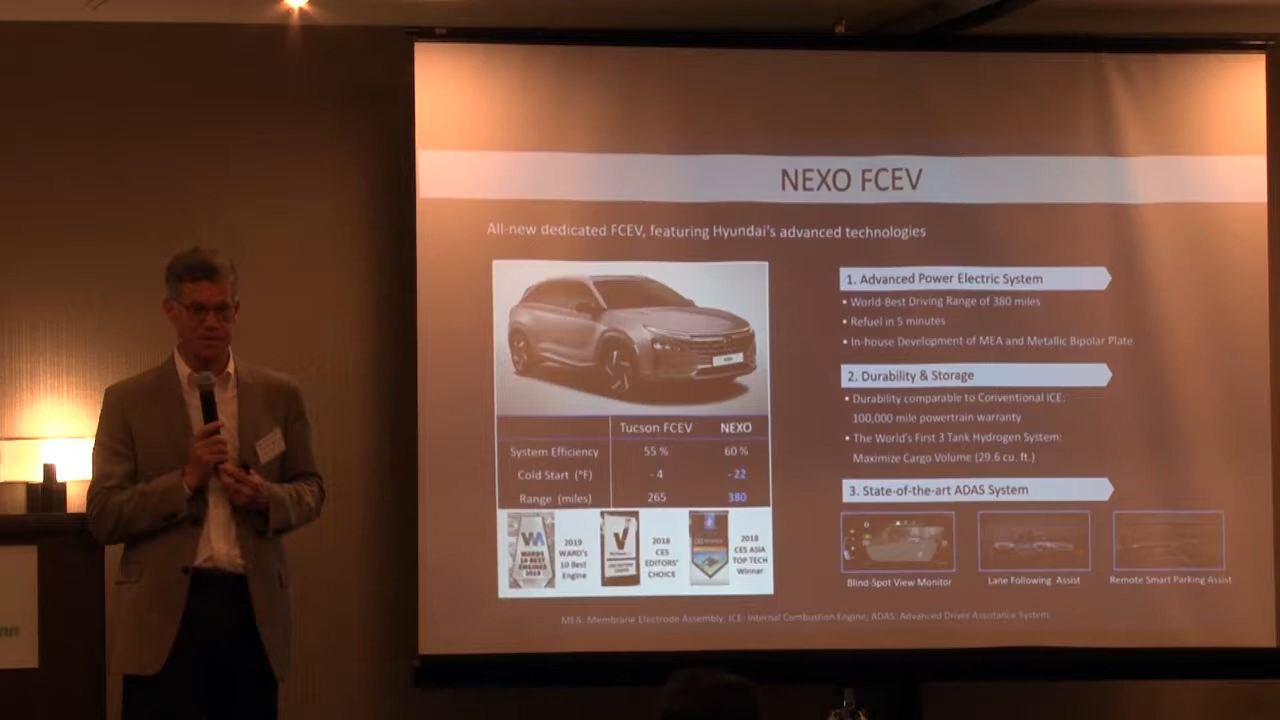 NEXO FCEV
All-new dedicated FCEV, featuring Hyundai's advanced technologies
Tucson FCEV NEXO
System Efficiency 55 % 60 %
Cold Start (°F) - 4 - 22
Range (miles) 265 380
WA
WARDS
10 BEST
ENGINES
2019
2019
WARD's
10 Best
Engine
V
2018
CES
EDITORS'
CHOICE
2018
CES ASIA
TOP TECH
Winner
1. Advanced Power Electric System
• World-Best Driving Range of 380 miles
• Refuel in 5 minutes
• In-house Development of MEA and Metallic Bipolar Plate
2. Durability & Storage
• Durability comparable to Conventional ICE:
100,000 mile powertrain warranty
• The World's First 3 Tank Hydrogen System:
Maximize Cargo Volume (29.6 cu. ft.)
3. State-of-the-art ADAS System
Blind-Spot View Monitor Lane Following Assist Remote Smart Parking Assist
MEA: Membrane Electrode Assembly, ICE: Internal Combustion Engine, ADAS: Advanced Driver Assistance System